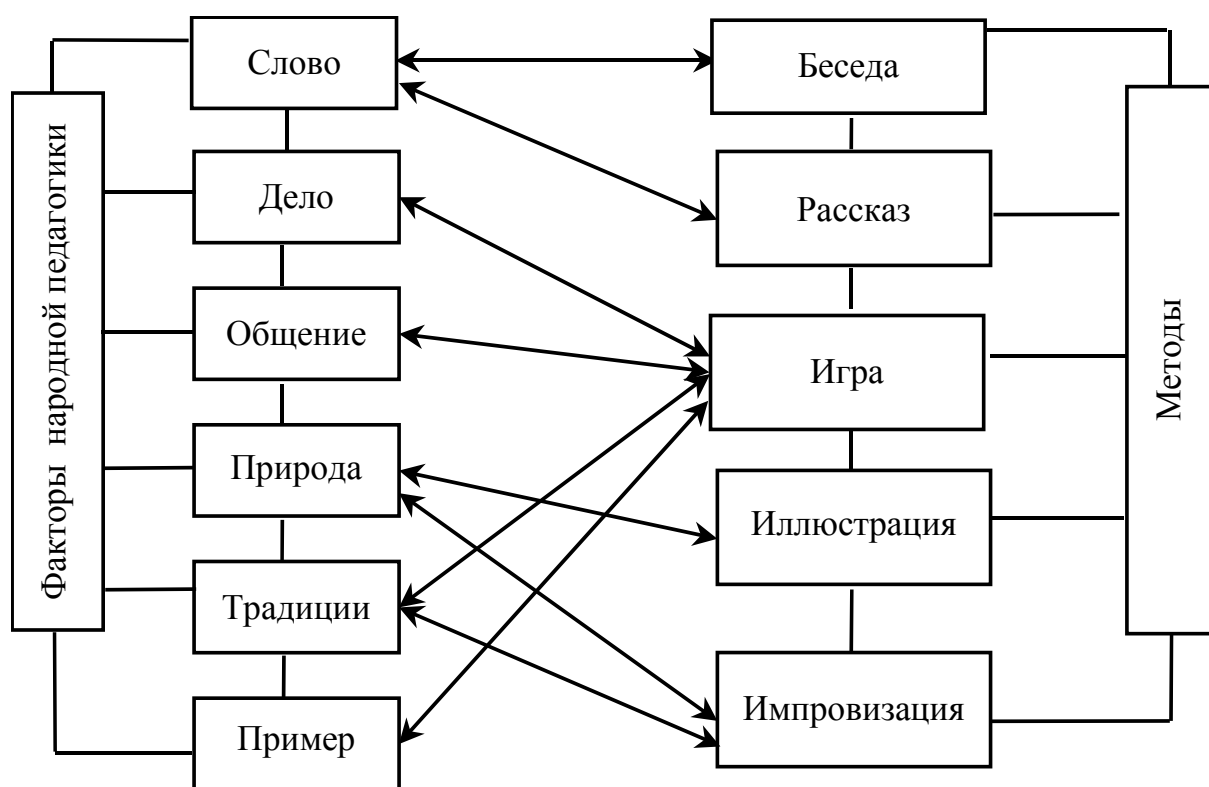 Факторы народной педагогики
Слово
Дело
Общение
Природа
Традиции
Пример
Беседа
Рассказ
Игра
Иллюстрация
Импровизация
Методы